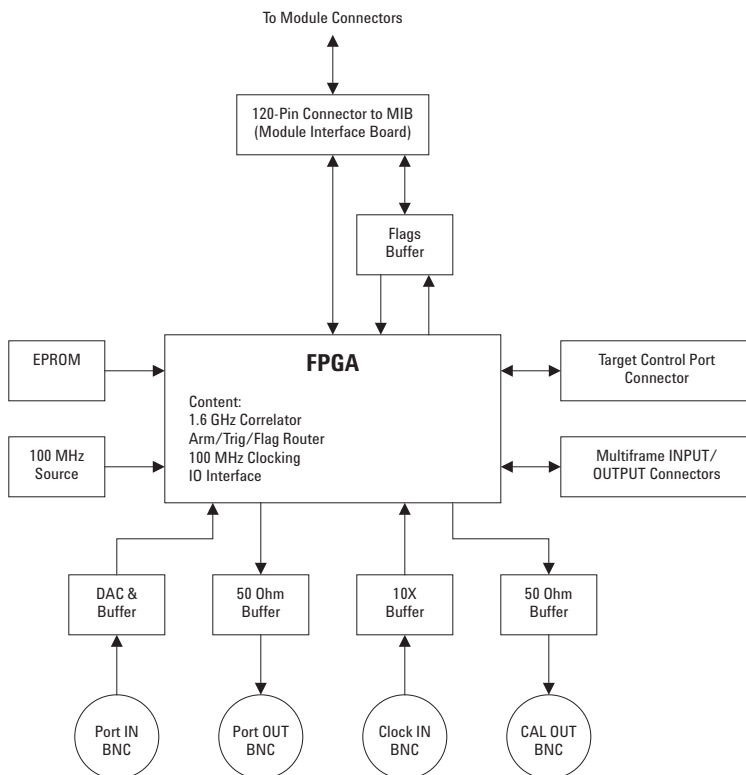 To Module Connectors
120-Pin Connector to MIB
(Module Interface Board)
Flags
Buffer
EPROM
100 MHz
Source
FPGA
Content:
1.6 GHz Correlator
Arm/Trig/Flag Router
100 MHz Clocking
IO Interface
Target Control Port
Connector
Multiframe INPUT/
OUTPUT Connectors
DAC &
Buffer
50 Ohm
Buffer
10X
Buffer
50 Ohm
Buffer
Port IN
BNC
Port OUT
BNC
Clock IN
BNC
CAL OUT
BNC